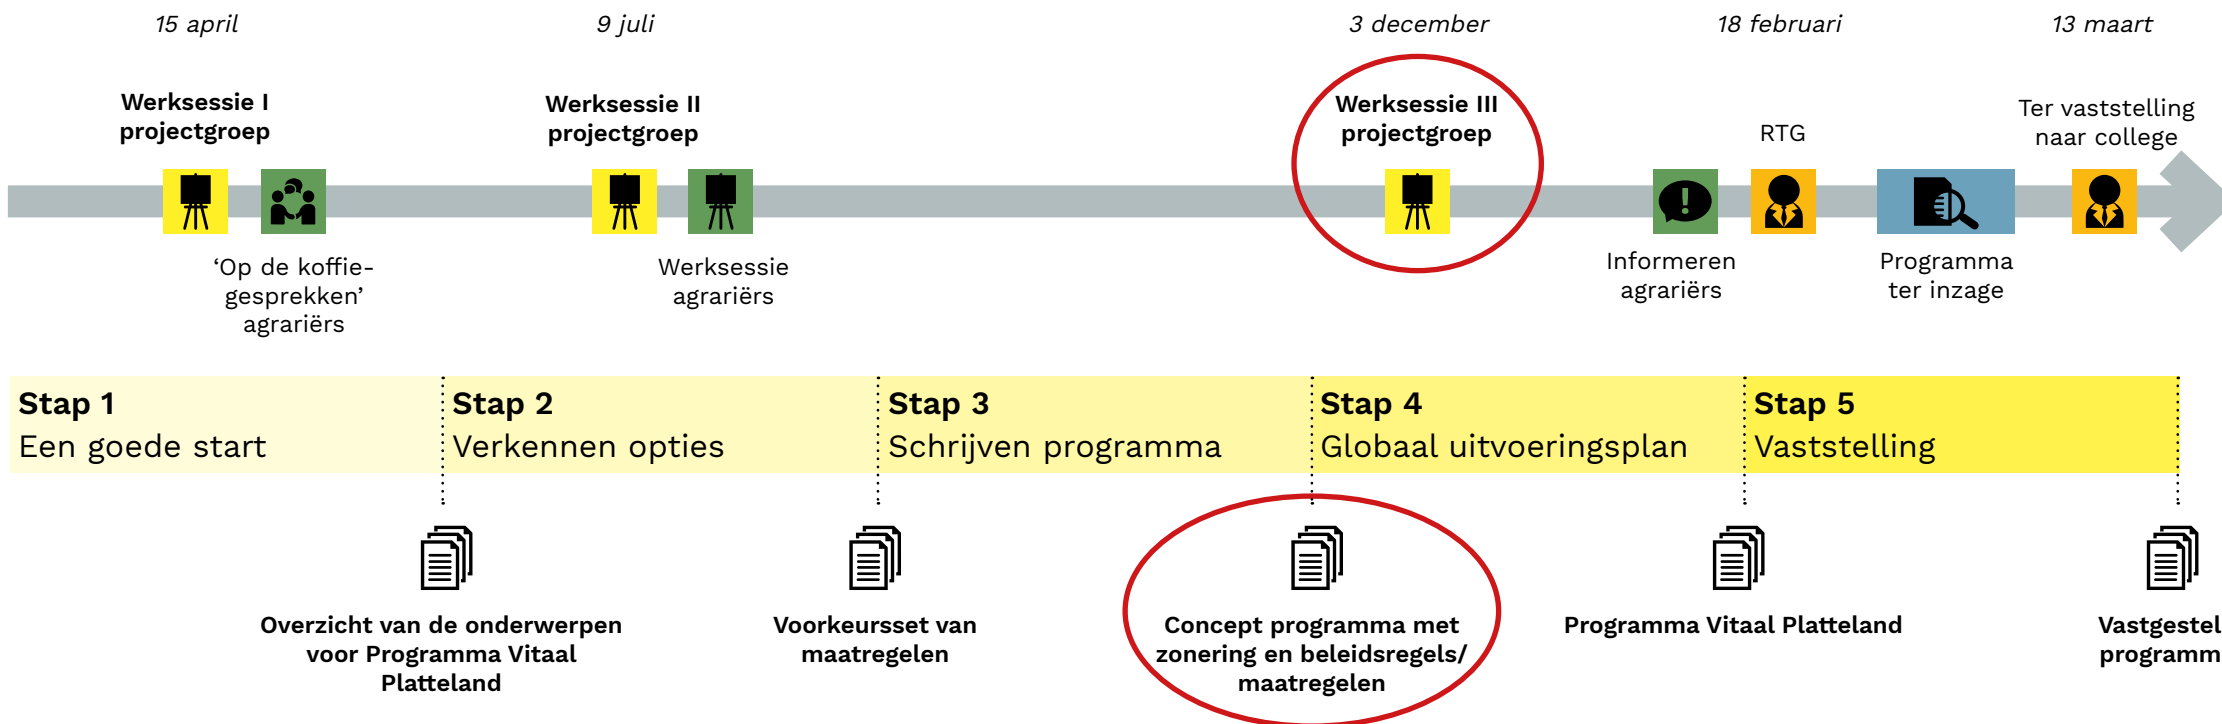 15 april
9 juli
3 december
18 februari
13 maart
Werksessie I
projectgroep
Werksessie II
projectgroep
Werksessie III
projectgroep
RTG
Ter vaststelling
naar college
‘Op de koffie-
gesprekken’
agrariërs
Werksessie
agrariërs
Informeren
agrariërs
Programma
ter inzage
Stap 1
Een goede start
Stap 2
Verkennen opties
Stap 3
Schrijven programma
Stap 4
Globaal uitvoeringsplan
Stap 5
Vaststelling
Overzicht van de onderwerpen
voor Programma Vitaal
Platteland
Voorkeursset van
maatregelen
Concept programma met
zonering en beleidsregels/
maatregelen
Programma Vitaal Platteland
Vastgestel
programm